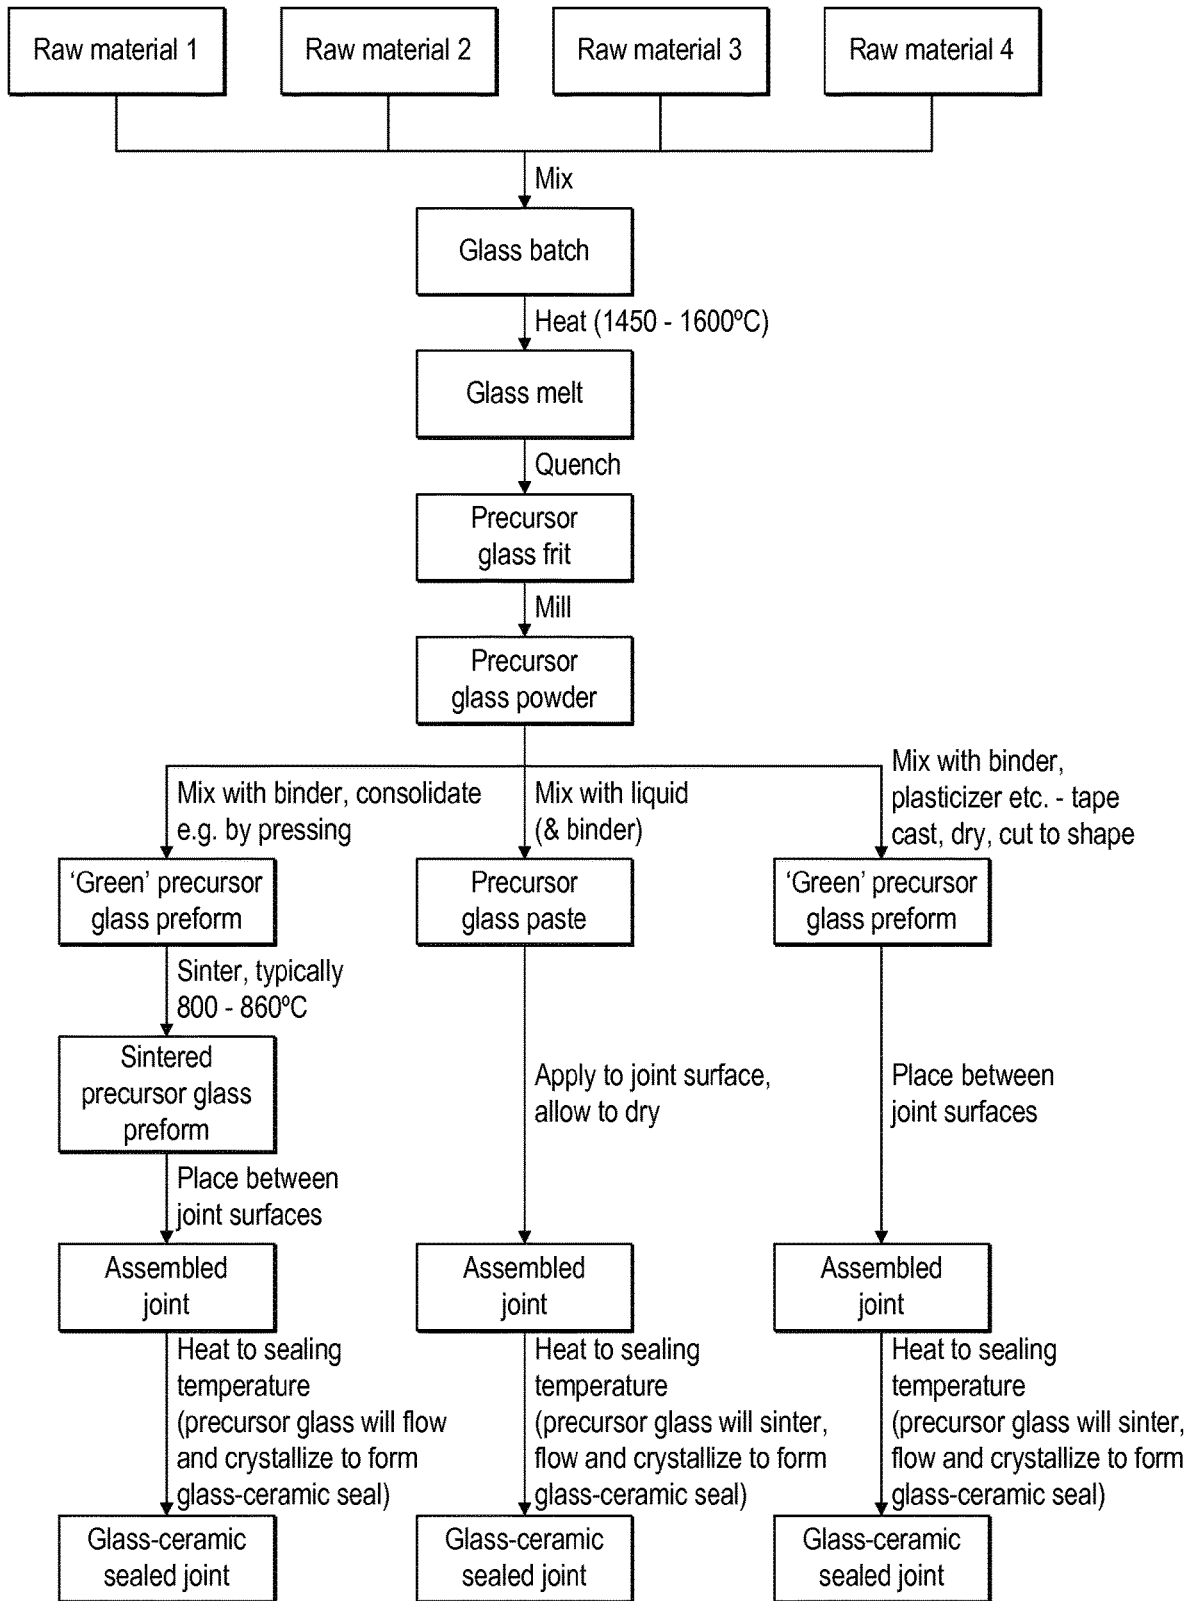 Raw material 1
Raw material 2
Raw material 3
Raw material 4
Mix
Glass batch
Heat (1450 - 1600ºC)
Glass melt
Quench
Precursor
glass frit
Mill
Precursor
glass powder
Mix with binder, consolidate
e.g. by pressing
Mix with liquid
(& binder)
Mix with binder,
plasticizer etc. - tape
cast, dry, cut to shape
‘Green’ precursor
glass preform
Precursor
glass paste
‘Green’ precursor
glass preform
Sinter, typically
800 - 860ºC
Sintered
precursor glass
preform
Apply to joint surface,
allow to dry
Place between
joint surfaces
Place between
joint surfaces
Assembled
joint
Assembled
joint
Assembled
joint
Heat to sealing
temperature
(precursor glass will flow
and crystallize to form
glass-ceramic seal)
Heat to sealing
temperature
(precursor glass will sinter,
flow and crystallize to form
glass-ceramic seal)
Heat to sealing
temperature
(precursor glass will sinter,
flow and crystallize to form
glass-ceramic seal)
Glass-ceramic
sealed joint
Glass-ceramic
sealed joint
Glass-ceramic
sealed joint